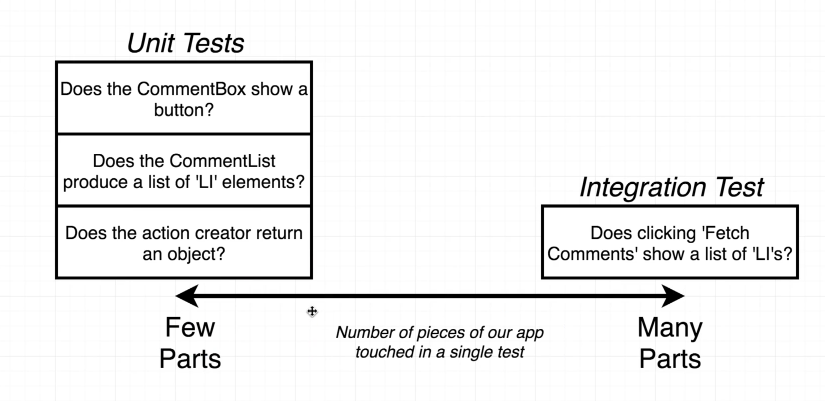 Unit Tests
Does the CommentBox show a
button?
Does the CommentList
produce a list of 'LI' elements?
Does the action creator return
an object?
Integration Test
Does clicking 'Fetch
Comments' show a list of 'LI's?
Few
Parts
Number of pieces of our app
touched in a single test
Many
Parts